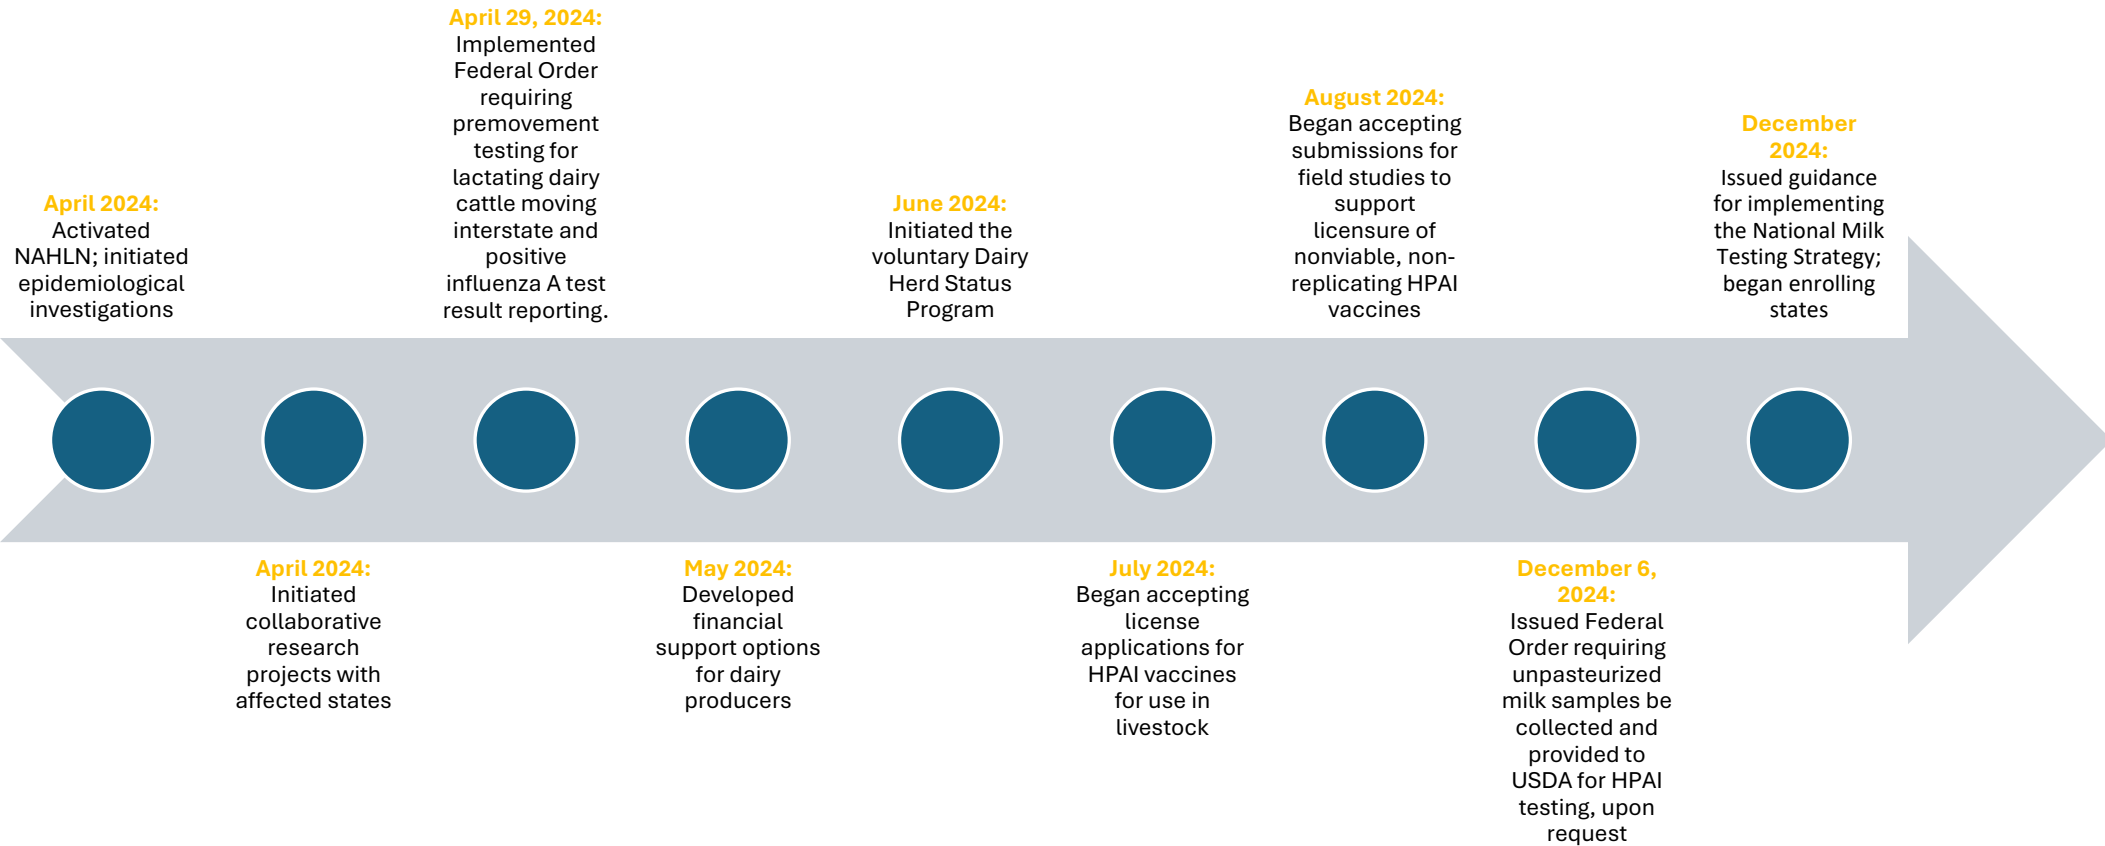 April 2024:
Activated
NAHLN; initiated
epidemiological
investigations
April 2024:
Initiated
collaborative
research
projects with
affected states
April 29, 2024:
Implemented
Federal Order
requiring
premovement
testing for
lactating dairy
cattle moving
interstate and
positive
influenza A test
result reporting.
May 2024:
Developed
financial
support options
for dairy
producers
June 2024:
Initiated the
voluntary Dairy
Herd Status
Program
July 2024:
Began accepting
license
applications for
HPAI vaccines
for use in
livestock
August 2024:
Began accepting
submissions for
field studies to
support
licensure of
nonviable, non-
replicating HPAI
vaccines
December 6,
2024:
Issued Federal
Order requiring
unpasteurized
milk samples be
collected and
provided to
USDA for HPAI
testing, upon
request
December
2024:
Issued guidance
for implementing
the National Milk
Testing Strategy;
began enrolling
states